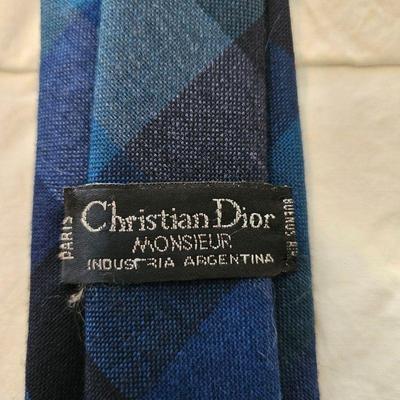 PARIS
Christian Dior
MONSIEUR
INDUSTRIA ARGENTINA
BUENOS